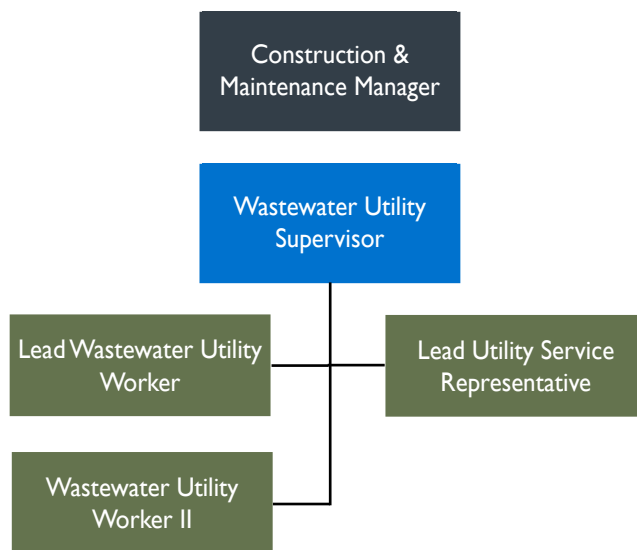 Construction &
Maintenance Manager
Wastewater Utility
Supervisor
Lead Wastewater Utility
Worker
Lead Utility Service
Representative
Wastewater Utility
Worker II